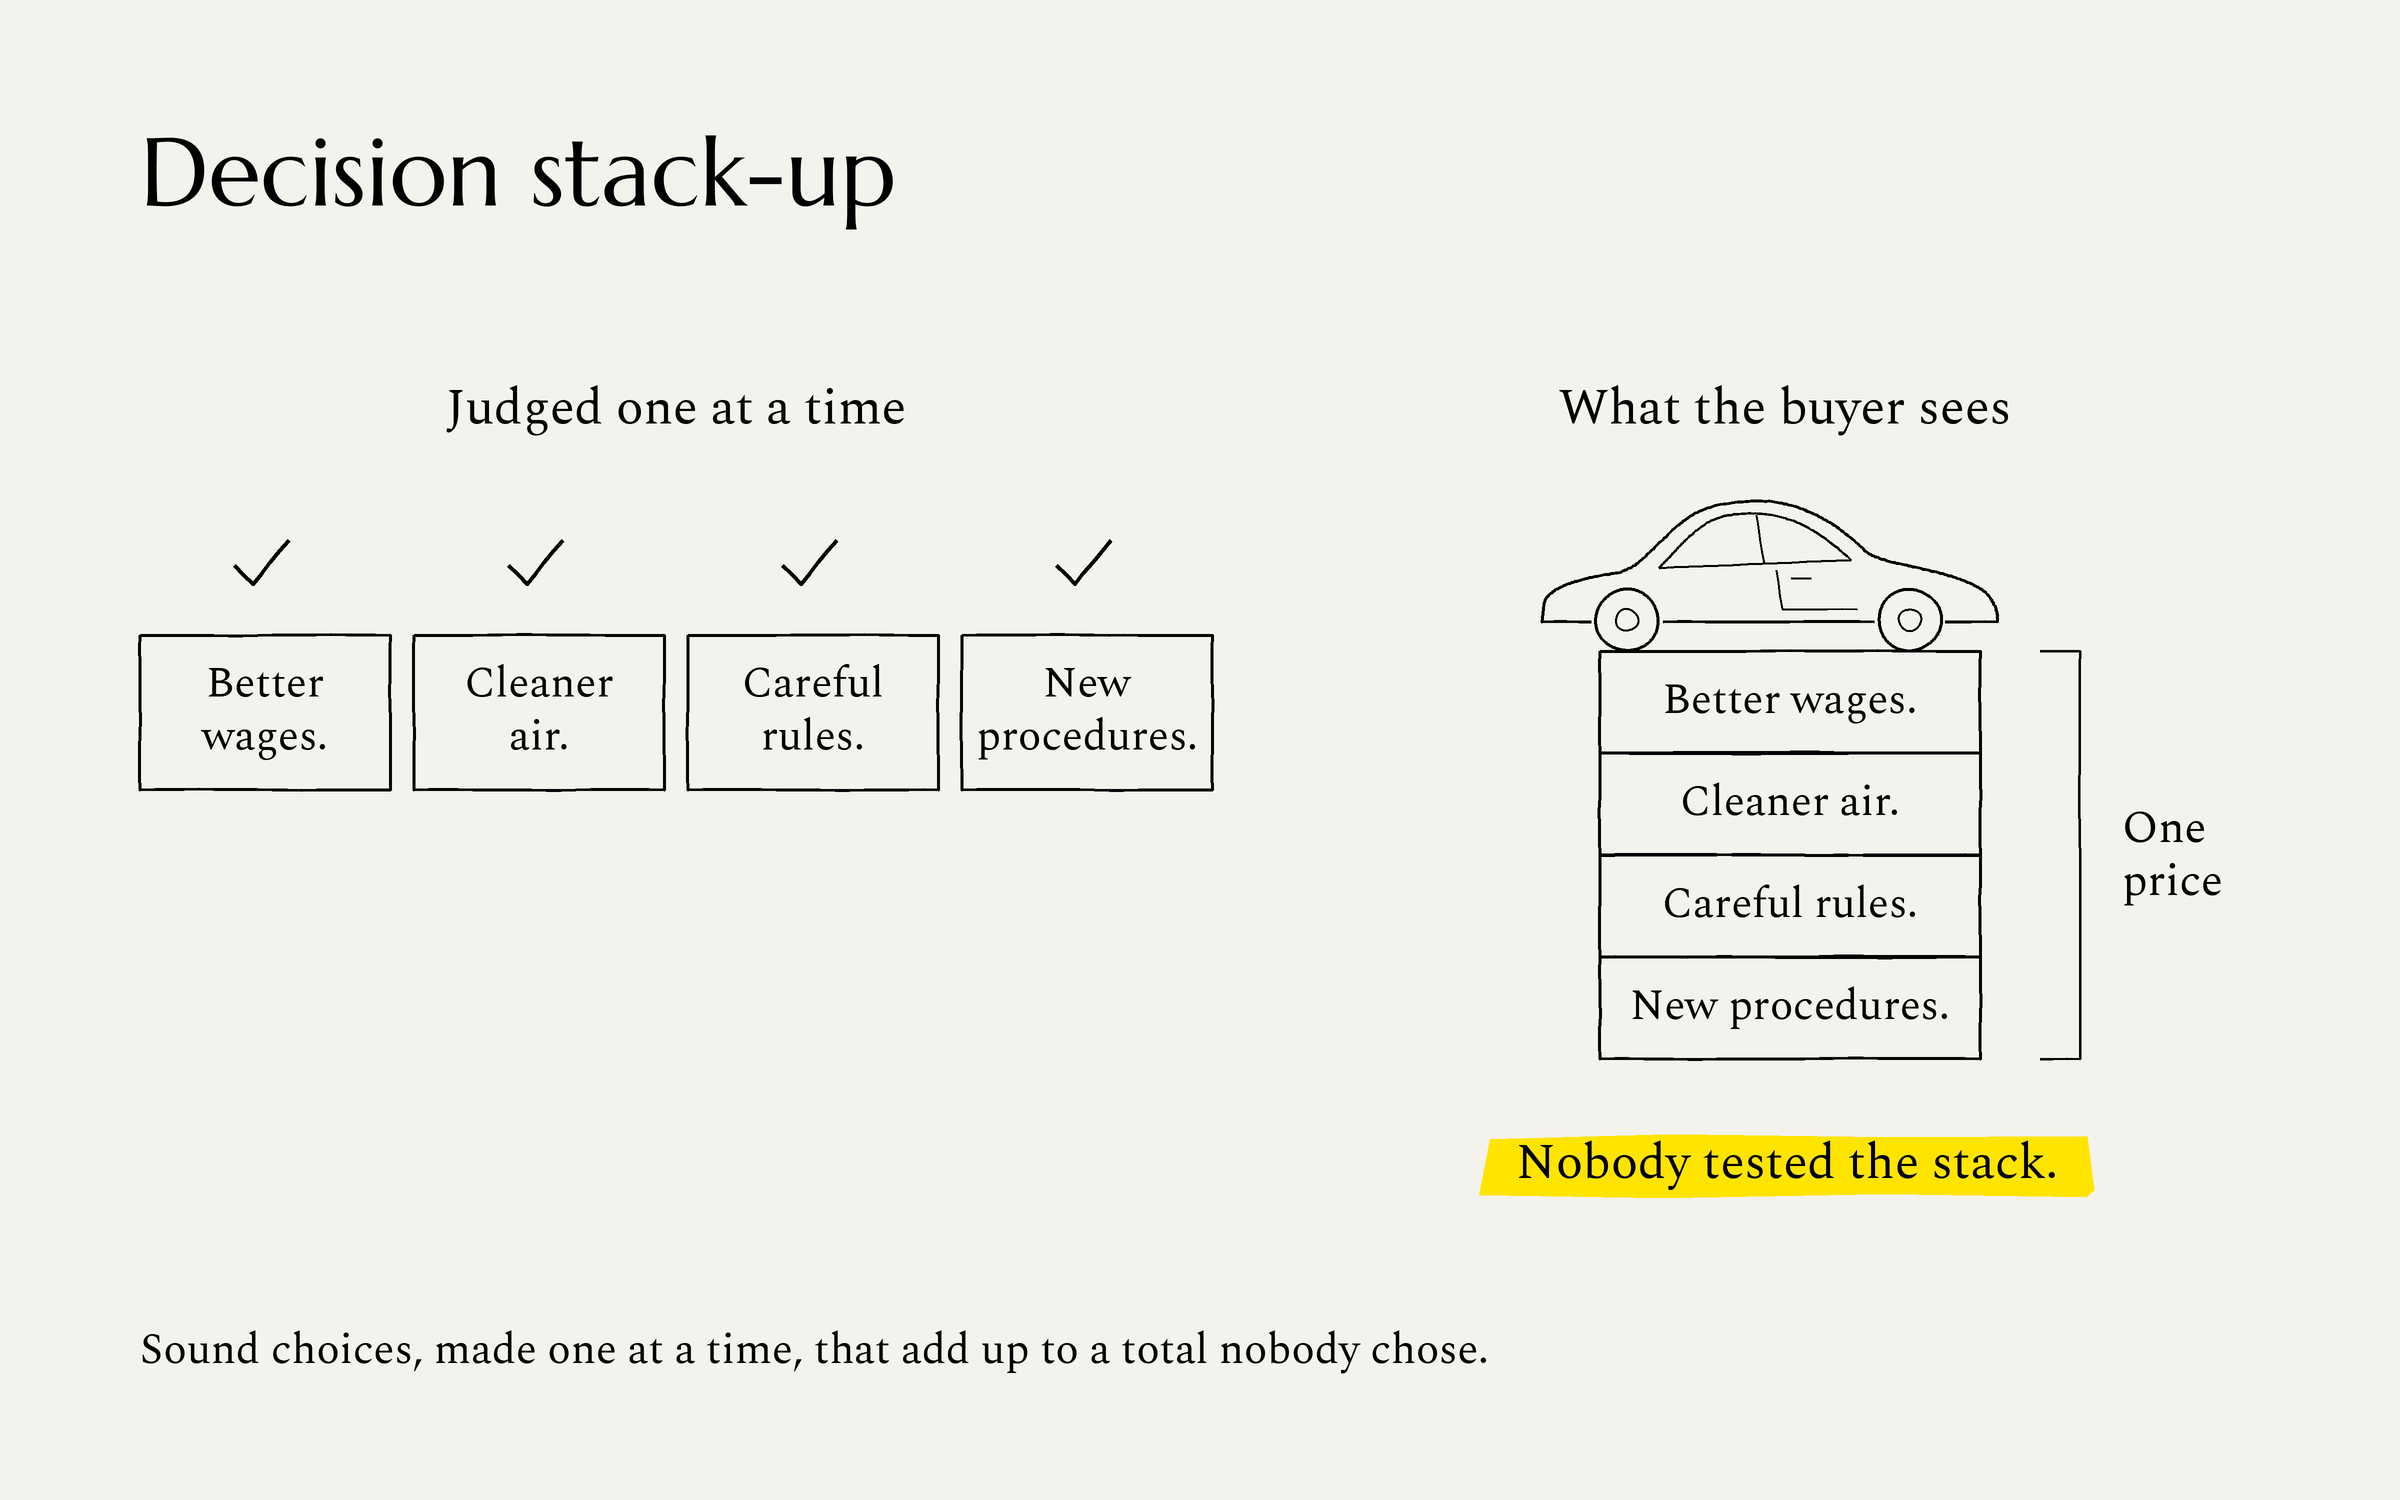 Decision stack-up
Judged one at a time
Better
wages.
Cleaner
air.
Careful
rules.
New
procedures.
What the buyer sees
Better wages.
Cleaner air.
Careful rules.
New procedures.
One
price
Nobody tested the stack.
Sound choices, made one at a time, that add up to a total nobody chose.